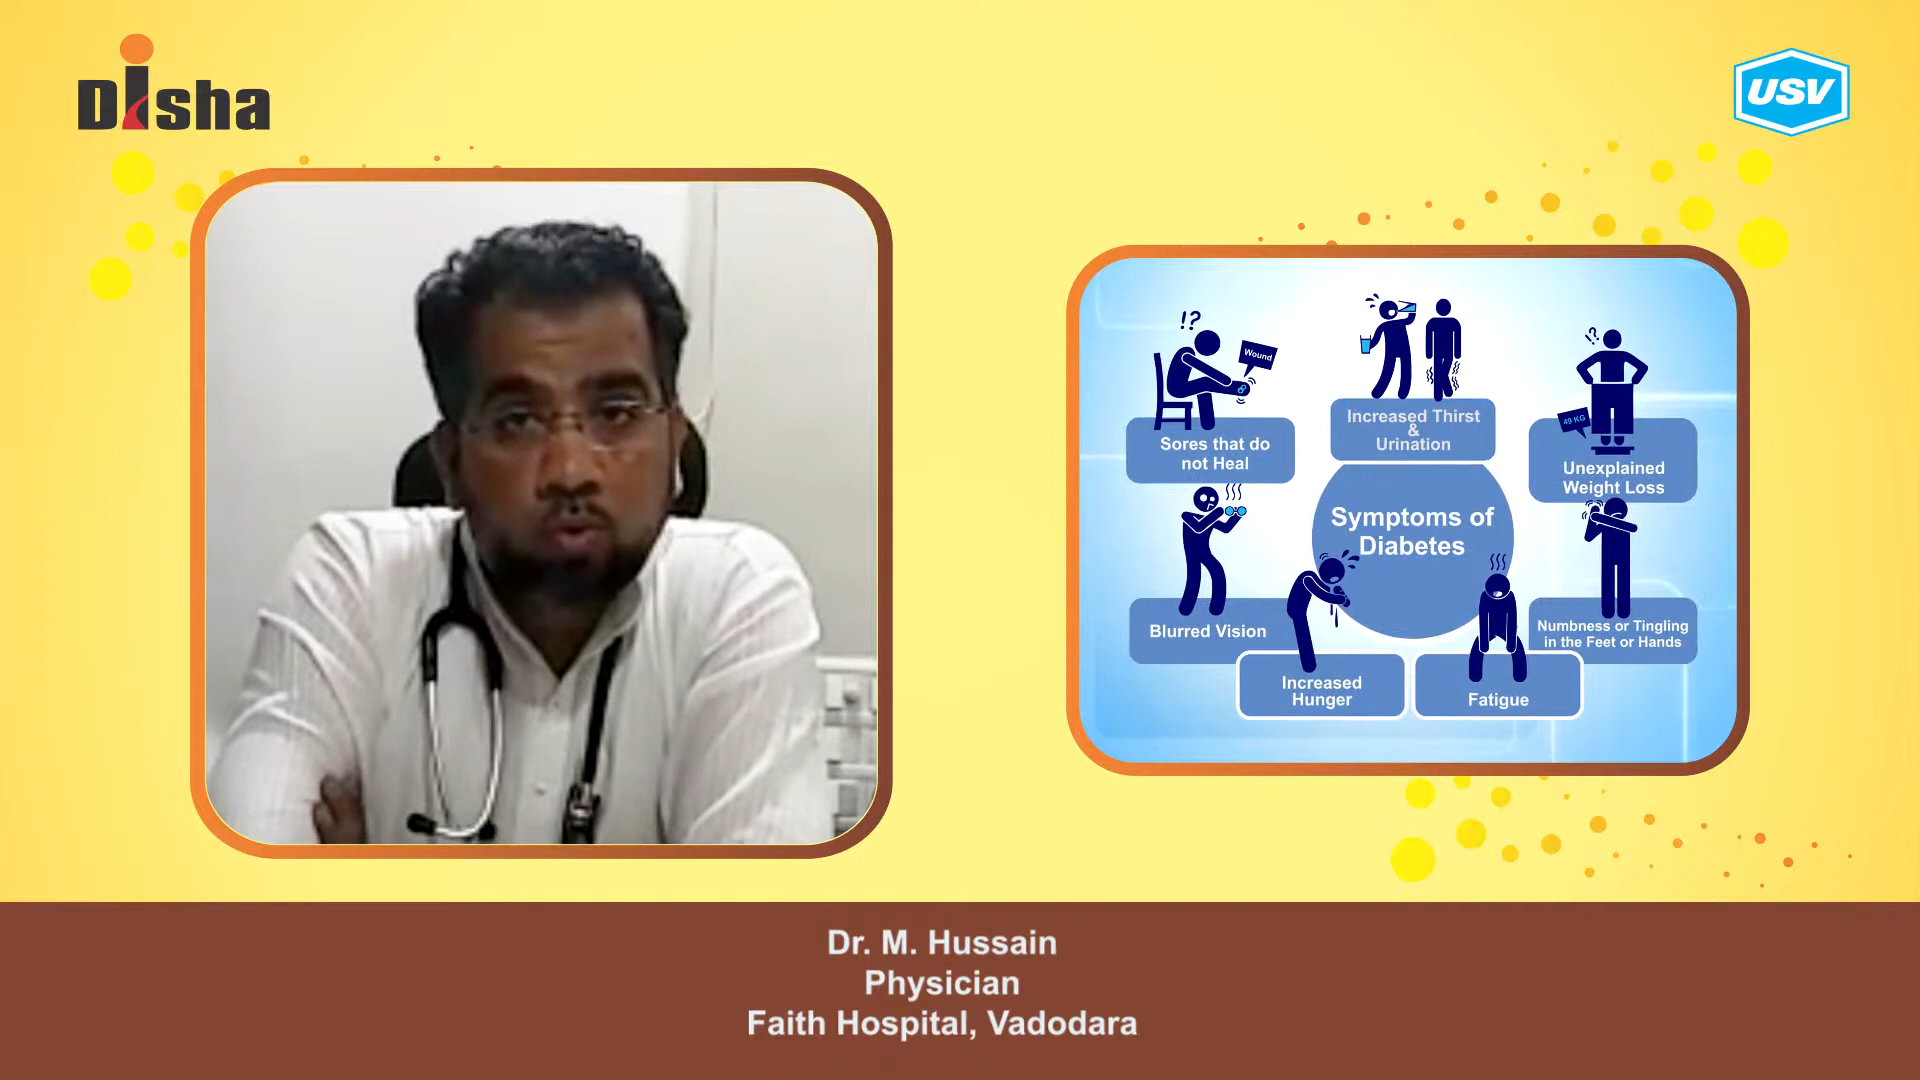 Disha
USV
!?
Wound
Sores that do
not Heal
Increased Thirst
&
Urination
!?
49 KG
Unexplained
Weight Loss
Symptoms of
Diabetes
Blurred Vision
Numbness or Tingling
in the Feet or Hands
Increased
Hunger
Fatigue
Dr. M. Hussain
Physician
Faith Hospital, Vadodara